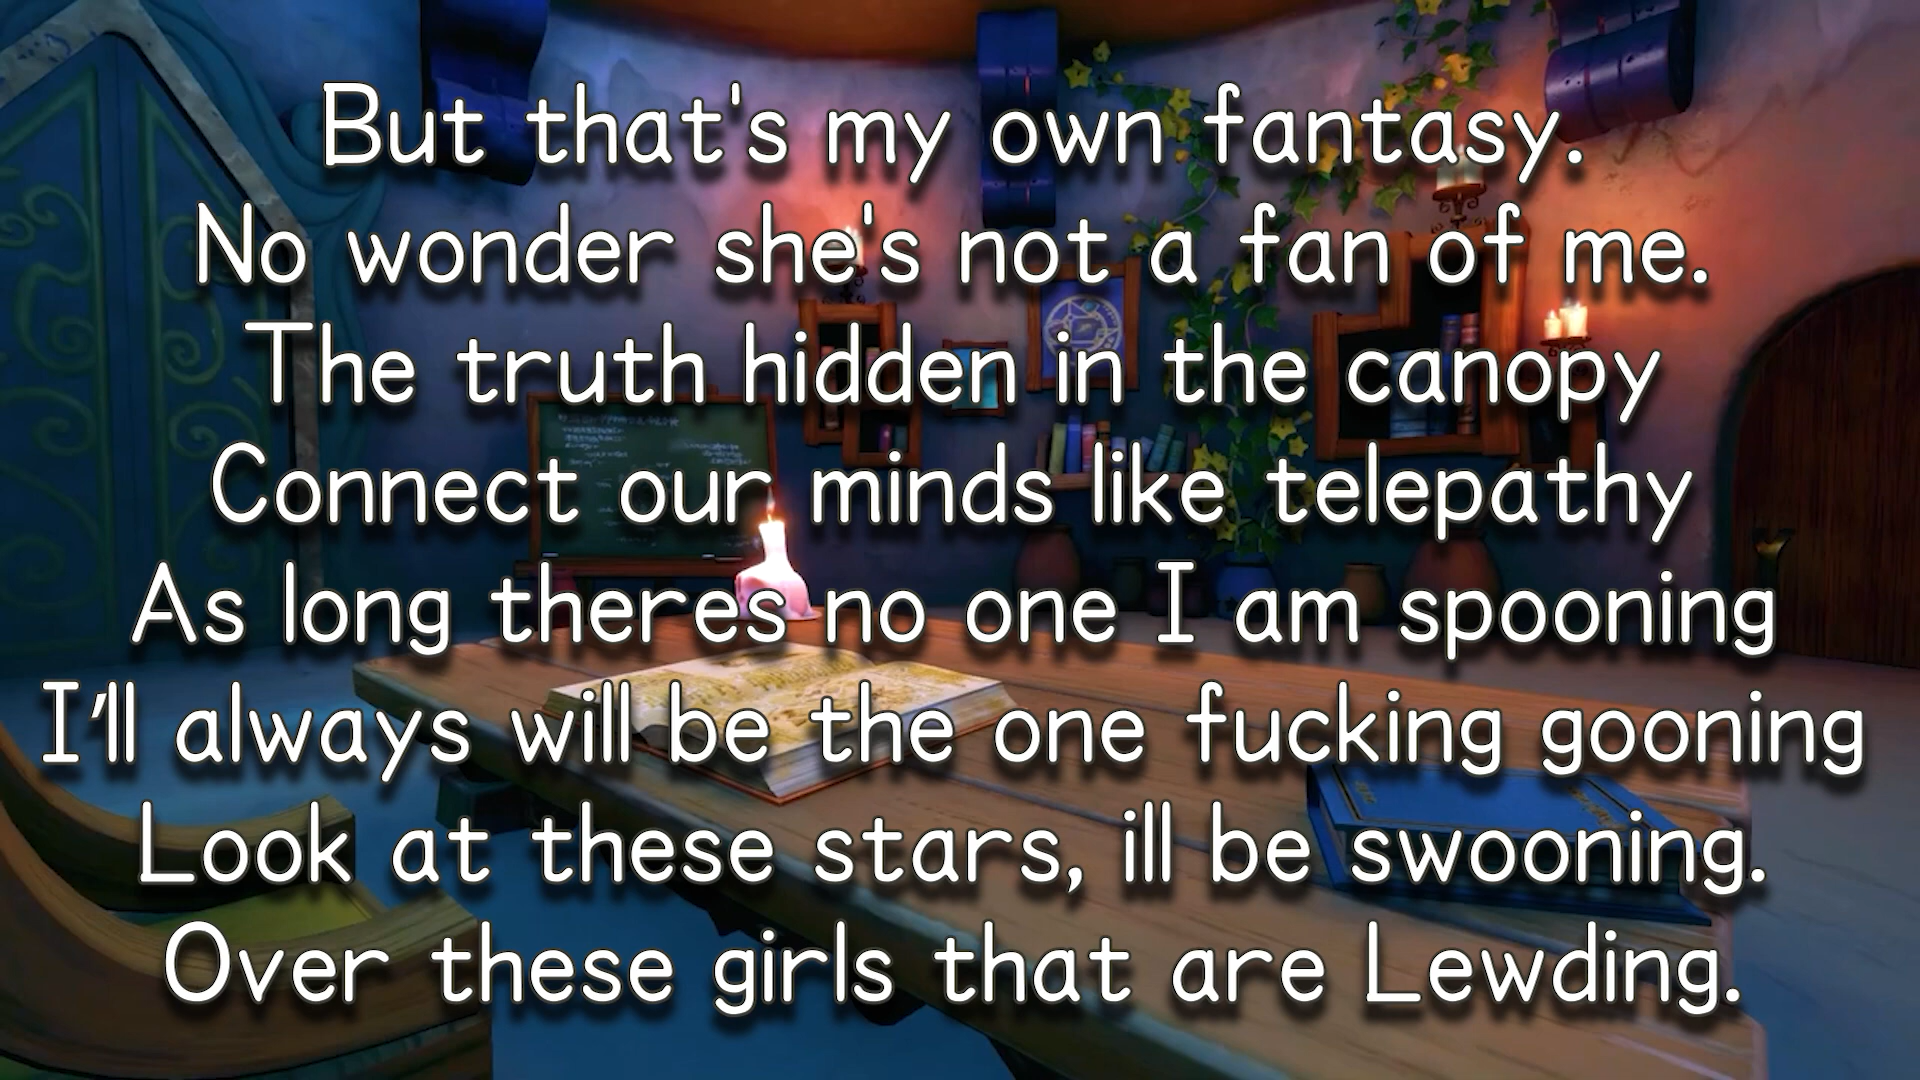 But that's my own fantasy.
No wonder she's not a fan of me.
The truth hidden in the canopy
Connect our minds like telepathy
As long theres no one I am spooning
I'll always will be the one fucking gooning
Look at these stars, ill be swooning.
Over these girls that are Lewding.